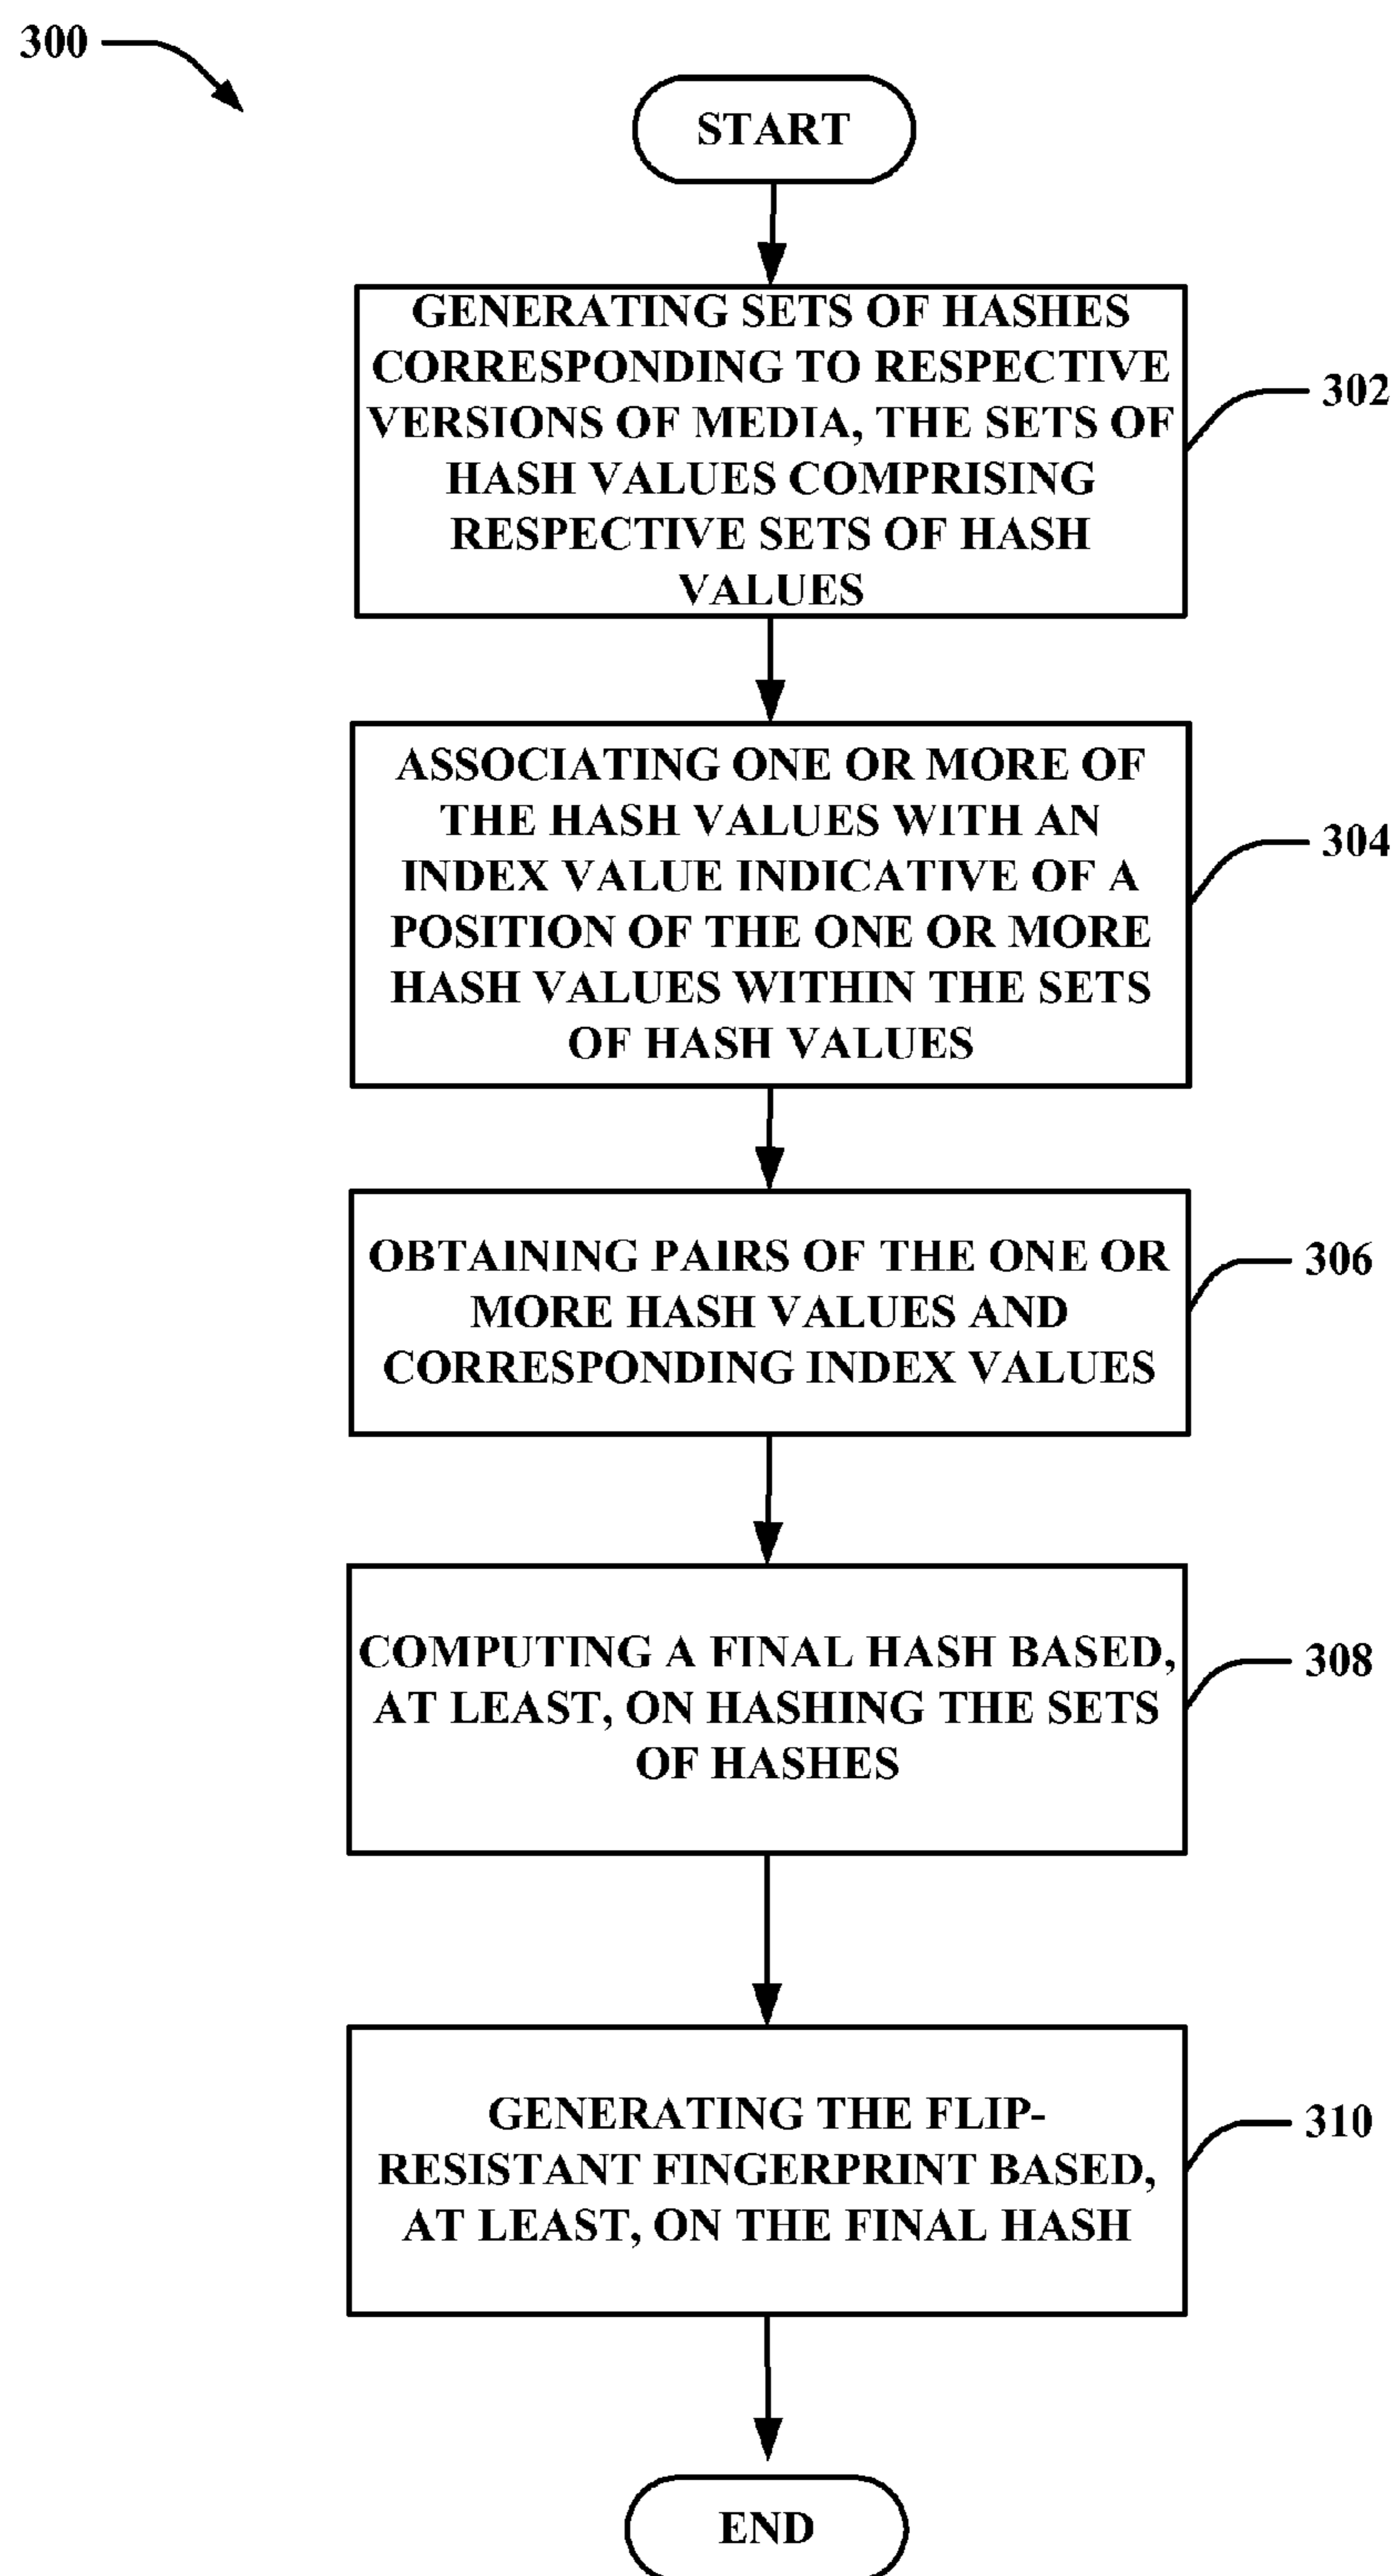 300
START
GENERATING SETS OF HASHES
CORRESPONDING TO RESPECTIVE
VERSIONS OF MEDIA, THE SETS OF
HASH VALUES COMPRISING
RESPECTIVE SETS OF HASH
VALUES
302
ASSOCIATING ONE OR MORE OF
THE HASH VALUES WITH AN
INDEX VALUE INDICATIVE OF A
POSITION OF THE ONE OR MORE
HASH VALUES WITHIN THE SETS
OF HASH VALUES
304
OBTAINING PAIRS OF THE ONE OR
MORE HASH VALUES AND
CORRESPONDING INDEX VALUES
306
COMPUTING A FINAL HASH BASED,
AT LEAST, ON HASHING THE SETS
OF HASHES
308
GENERATING THE FLIP-
RESISTANT FINGERPRINT BASED,
AT LEAST, ON THE FINAL HASH
310
END